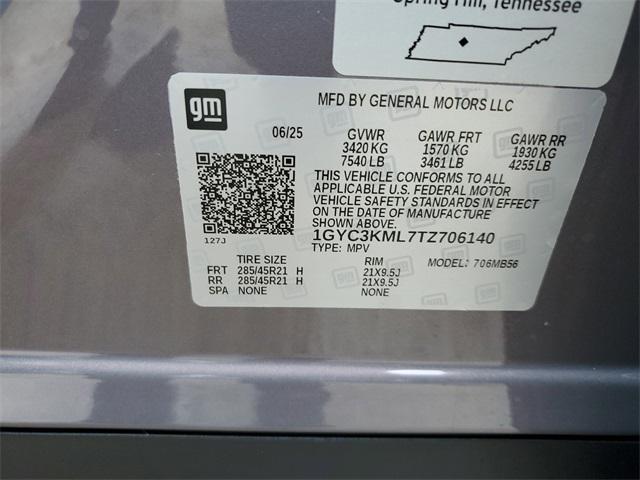 Spring Hill, Tennessee
gm
MFD BY GENERAL MOTORS LLC
06/25 GVWR GAWR FRT GAWR RR
3420 KG 1570 KG 1930 KG
7540 LB 3461 LB 4255 LB
THIS VEHICLE CONFORMS TO ALL
APPLICABLE U.S. FEDERAL MOTOR
VEHICLE SAFETY STANDARDS IN EFFECT
ON THE DATE OF MANUFACTURE
SHOWN ABOVE.
127J
1GYC3KML7TZ706140
TYPE: MPV
TIRE SIZE RIM MODEL: 706MB56
FRT 285/45R21 H 21X9.5J
RR 285/45R21 H 21X9.5J
SPA NONE NONE